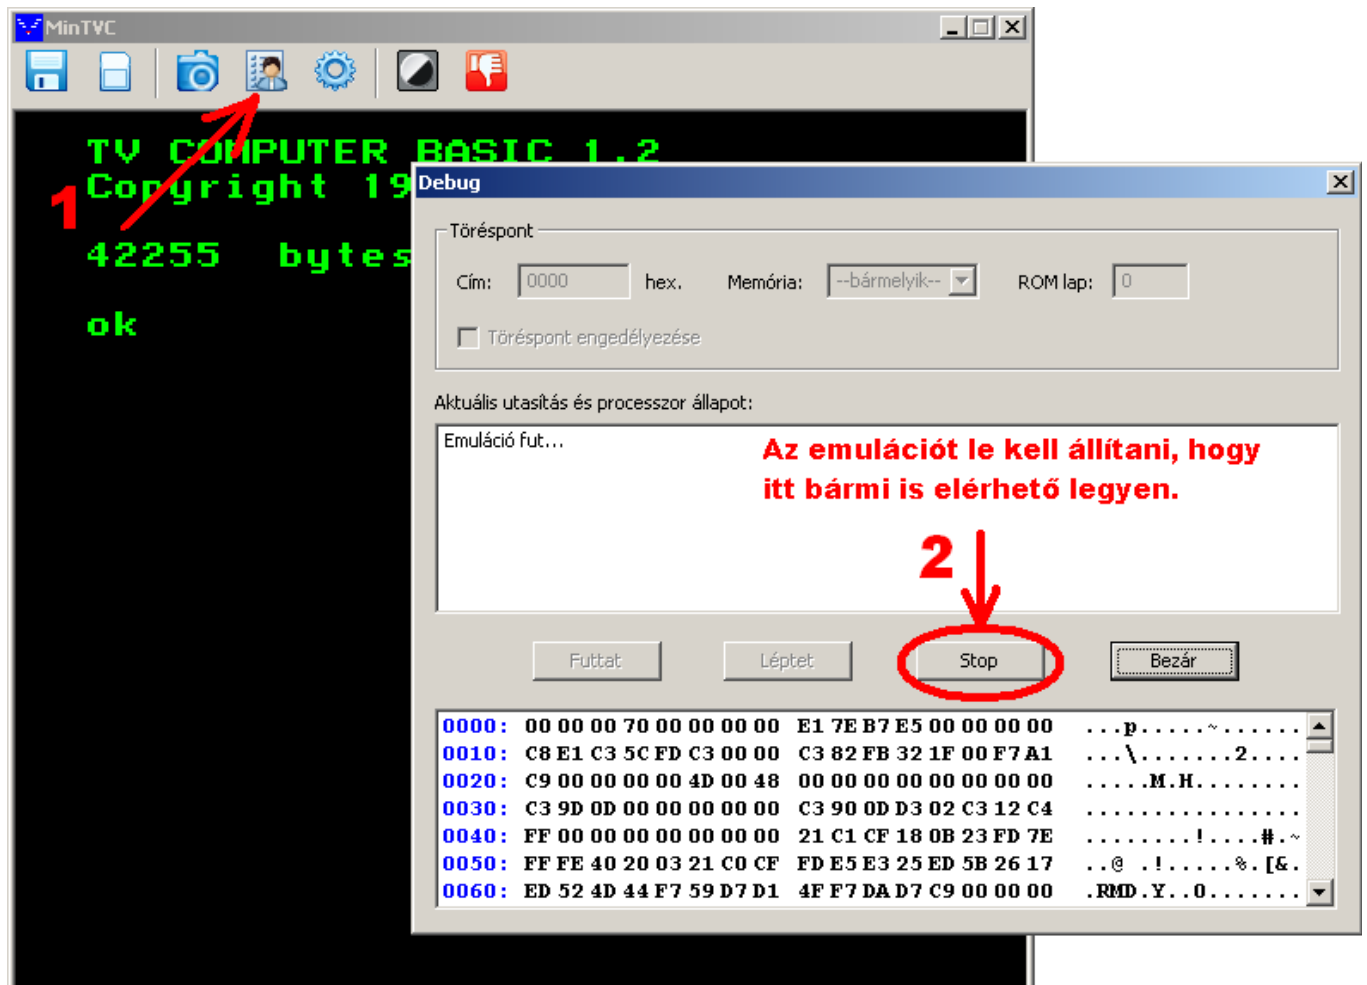 MinTVC
TV COMPUTER BASIC 1.2
Copyright 19
1
42255 bytes
ok
Debug
Töréspont
Cím: 0000 hex. Memória: --bármelyik-- ROM lap: 0
Töréspont engedélyezése
Aktuális utasítás és processzor állapot:
Emuláció fut...
Az emulációt le kell állítani, hogy
itt bármi is elérhető legyen.
2
Futtat Léptet Stop Bezár
0000: 00 00 00 70 00 00 00 00 E1 7E B7 E5 00 00 00 00 ...p.....~......
0010: C8 E1 C3 5C FD C3 00 00 C3 82 FB 32 1F 00 F7 A1 ...\.......2....
0020: C9 00 00 00 00 4D 00 48 00 00 00 00 00 00 00 00 .....M.H........
0030: C3 9D 0D 00 00 00 00 00 C3 90 0D D3 02 C3 12 C4 ................
0040: FF 00 00 00 00 00 00 00 21 C1 CF 18 0B 23 FD 7E ........!....#.~
0050: FF FE 40 20 03 21 C0 CF FD E5 E3 25 ED 5B 26 17 ..@ .!.....%.[&.
0060: ED 52 4D 44 F7 59 D7 D1 4F F7 DA D7 C9 00 00 00 .RMD.Y..O.......